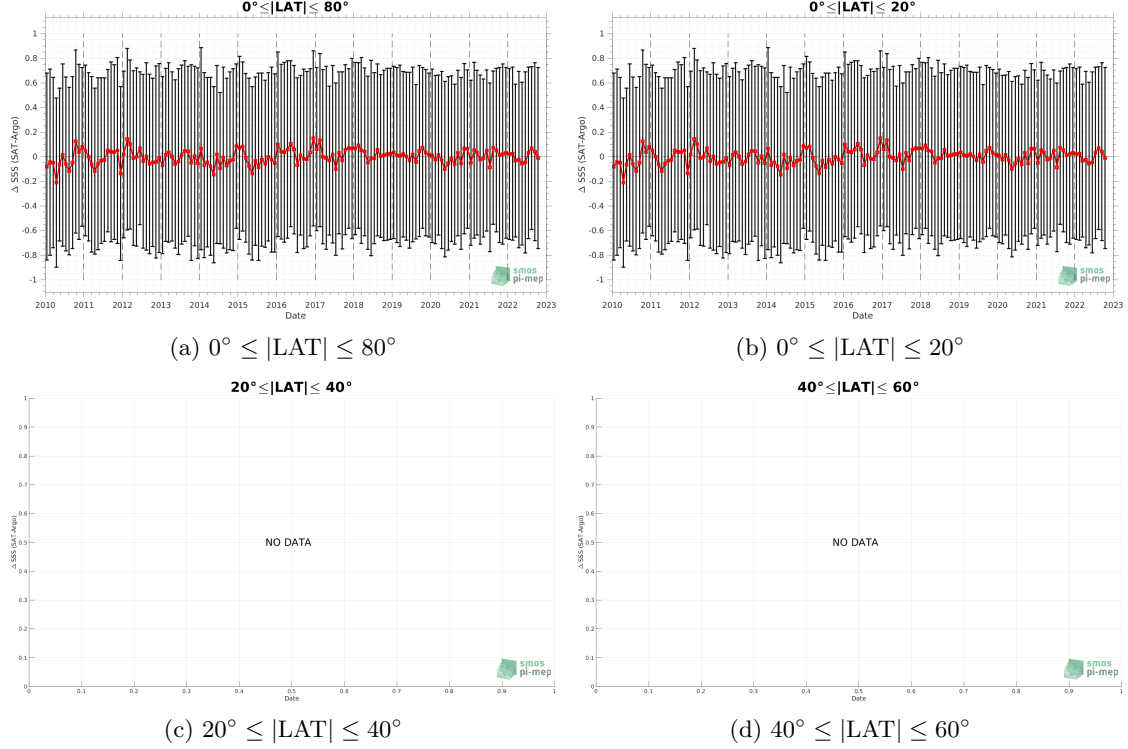 0°≤|LAT|≤ 80°
0°≤|LAT|≤ 20°
Δ SSS (SAT-Argo)
1
0.8
0.6
0.4
0.2
0
-0.2
-0.4
-0.6
-0.8
-1
2010 2011 2012 2013 2014 2015 2016 2017 2018 2019 2020 2021 2022 2023
Date
smos
pi-mep
Δ SSS (SAT-Argo)
1
0.8
0.6
0.4
0.2
0
-0.2
-0.4
-0.6
-0.8
-1
2010 2011 2012 2013 2014 2015 2016 2017 2018 2019 2020 2021 2022 2023
Date
smos
pi-mep
(a) 0° ≤ |LAT| ≤ 80°
(b) 0° ≤ |LAT| ≤ 20°
20°≤|LAT|≤ 40°
40°≤|LAT|≤ 60°
Δ SSS (SAT-Argo)
1
0.9
0.8
0.7
0.6
0.5
0.4
0.3
0.2
0.1
0
NO DATA
0 0.1 0.2 0.3 0.4 0.5 0.6 0.7 0.8 0.9 1
Date
smos
pi-mep
Δ SSS (SAT-Argo)
1
0.9
0.8
0.7
0.6
0.5
0.4
0.3
0.2
0.1
0
NO DATA
0 0.1 0.2 0.3 0.4 0.5 0.6 0.7 0.8 0.9 1
Date
smos
pi-mep
(c) 20° ≤ |LAT| ≤ 40°
(d) 40° ≤ |LAT| ≤ 60°